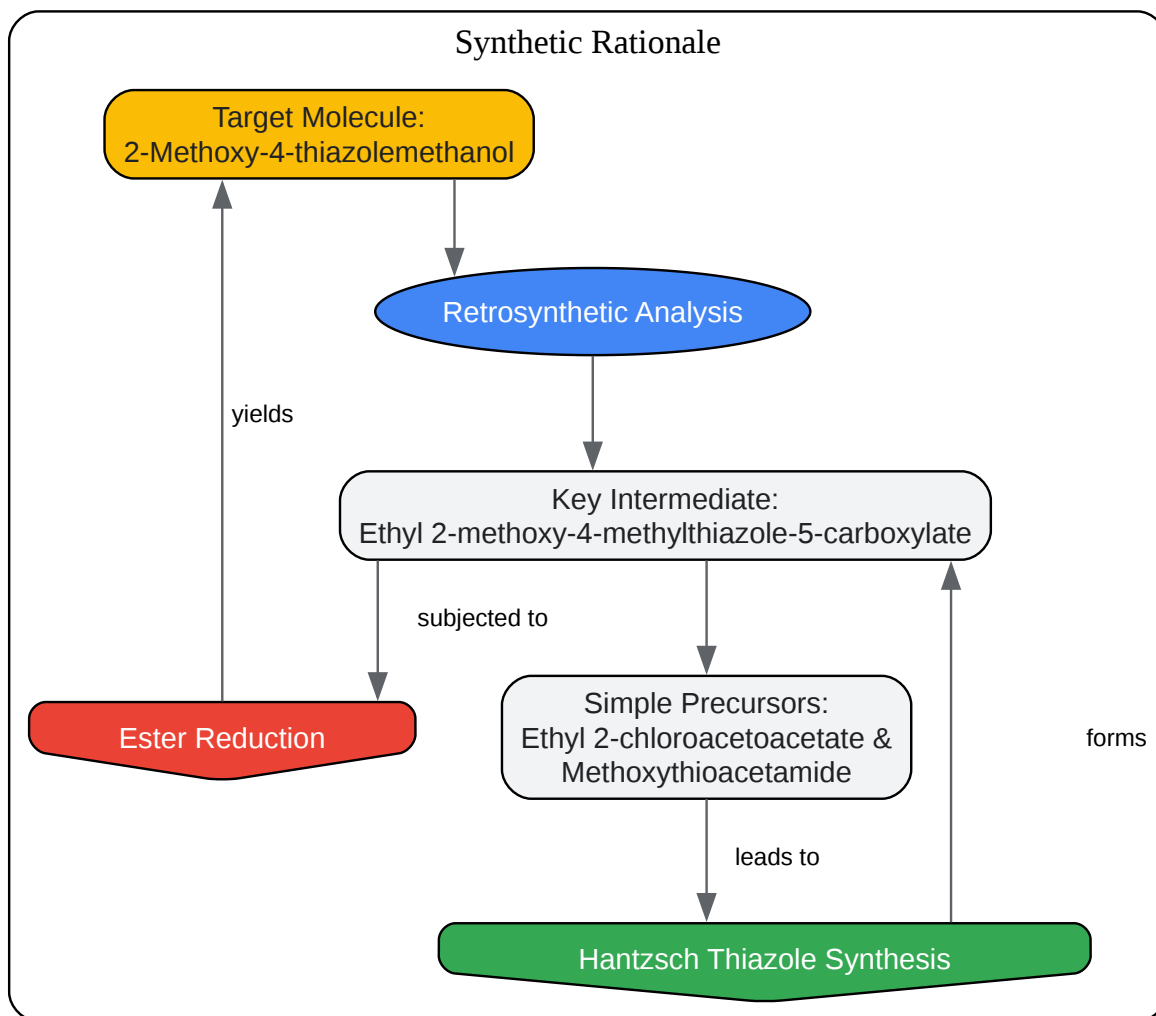 Synthetic Rationale
Target Molecule:
2-Methoxy-4-thiazolemethanol
Retrosynthetic Analysis
yields
Key Intermediate:
Ethyl 2-methoxy-4-methylthiazole-5-carboxylate
subjected to
Simple Precursors:
Ethyl 2-chloroacetoacetate &
Methoxythioacetamide
Ester Reduction
forms
leads to
Hantzsch Thiazole Synthesis